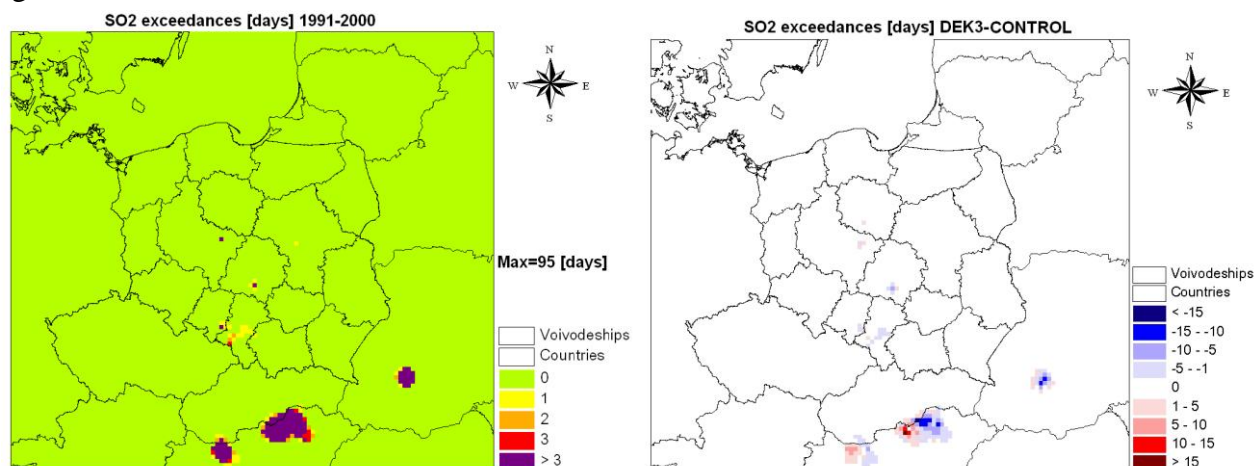 SO2 exceedances [days] 1991-2000
N
W E
S
Max=95 [days]
Voivodeships
Countries
0
1
2
3
> 3
SO2 exceedances [days] DEK3-CONTROL
N
W E
S
Voivodeships
Countries
< -15
-15 - -10
-10 - -5
-5 - -1
0
1 - 5
5 - 10
10 - 15
> 15